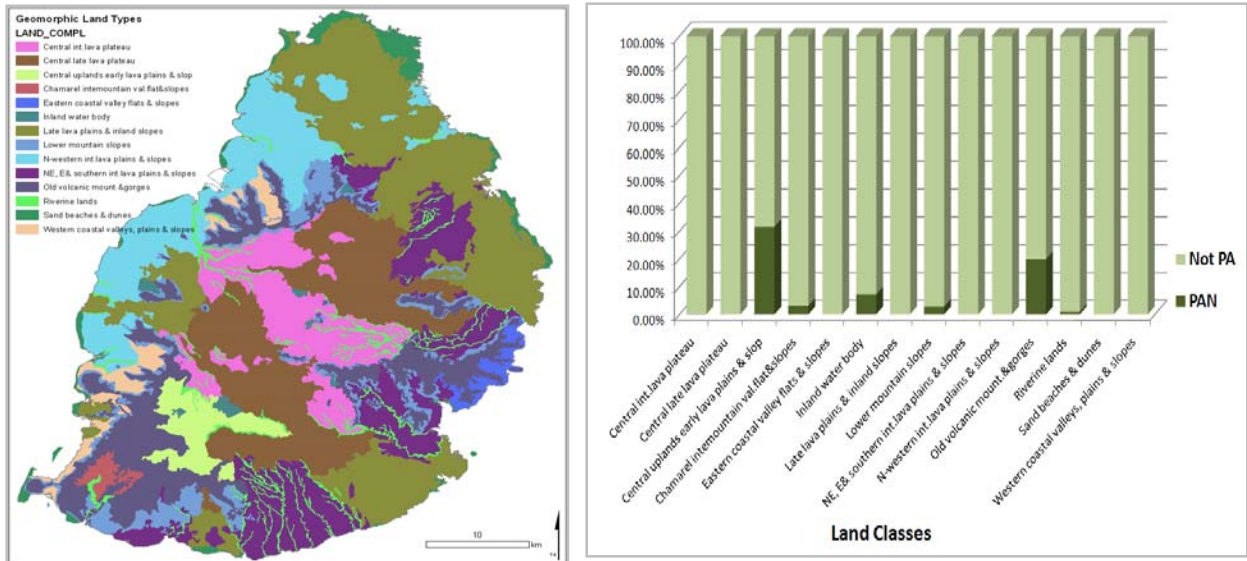 Geomorphic Land Types
LAND_COMPL
Central int.lava plateau
Central late lava plateau
Central uplands early lava plains & slop
Chamarel intemountain val.flat&slopes
Eastern coastal valley flats & slopes
Inland water body
Late lava plains & inland slopes
Lower mountain slopes
N-western int.lava plains & slopes
NE, E& southern int.lava plains & slopes
Old volcanic mount &gorges
Riverine lands
Sand beaches & dunes
Western coastal valleys, plains & slopes
10
km
100.00%
90.00%
80.00%
70.00%
60.00%
50.00%
40.00%
30.00%
20.00%
10.00%
0.00%
Not PA
PAN
Central int.lava plateau
Central late lava plateau
Central uplands early lava plains & slop
Chamarel intemountain val.flat&slopes
Eastern coastal valley flats & slopes
Inland water body
Late lava plains & inland slopes
Lower mountain slopes
NE, E& southern int.lava plains & slopes
N-western int.lava plains & slopes
Old volcanic mount.&gorges
Riverine lands
Sand beaches & dunes
Western coastal valleys, plains & slopes
Land Classes